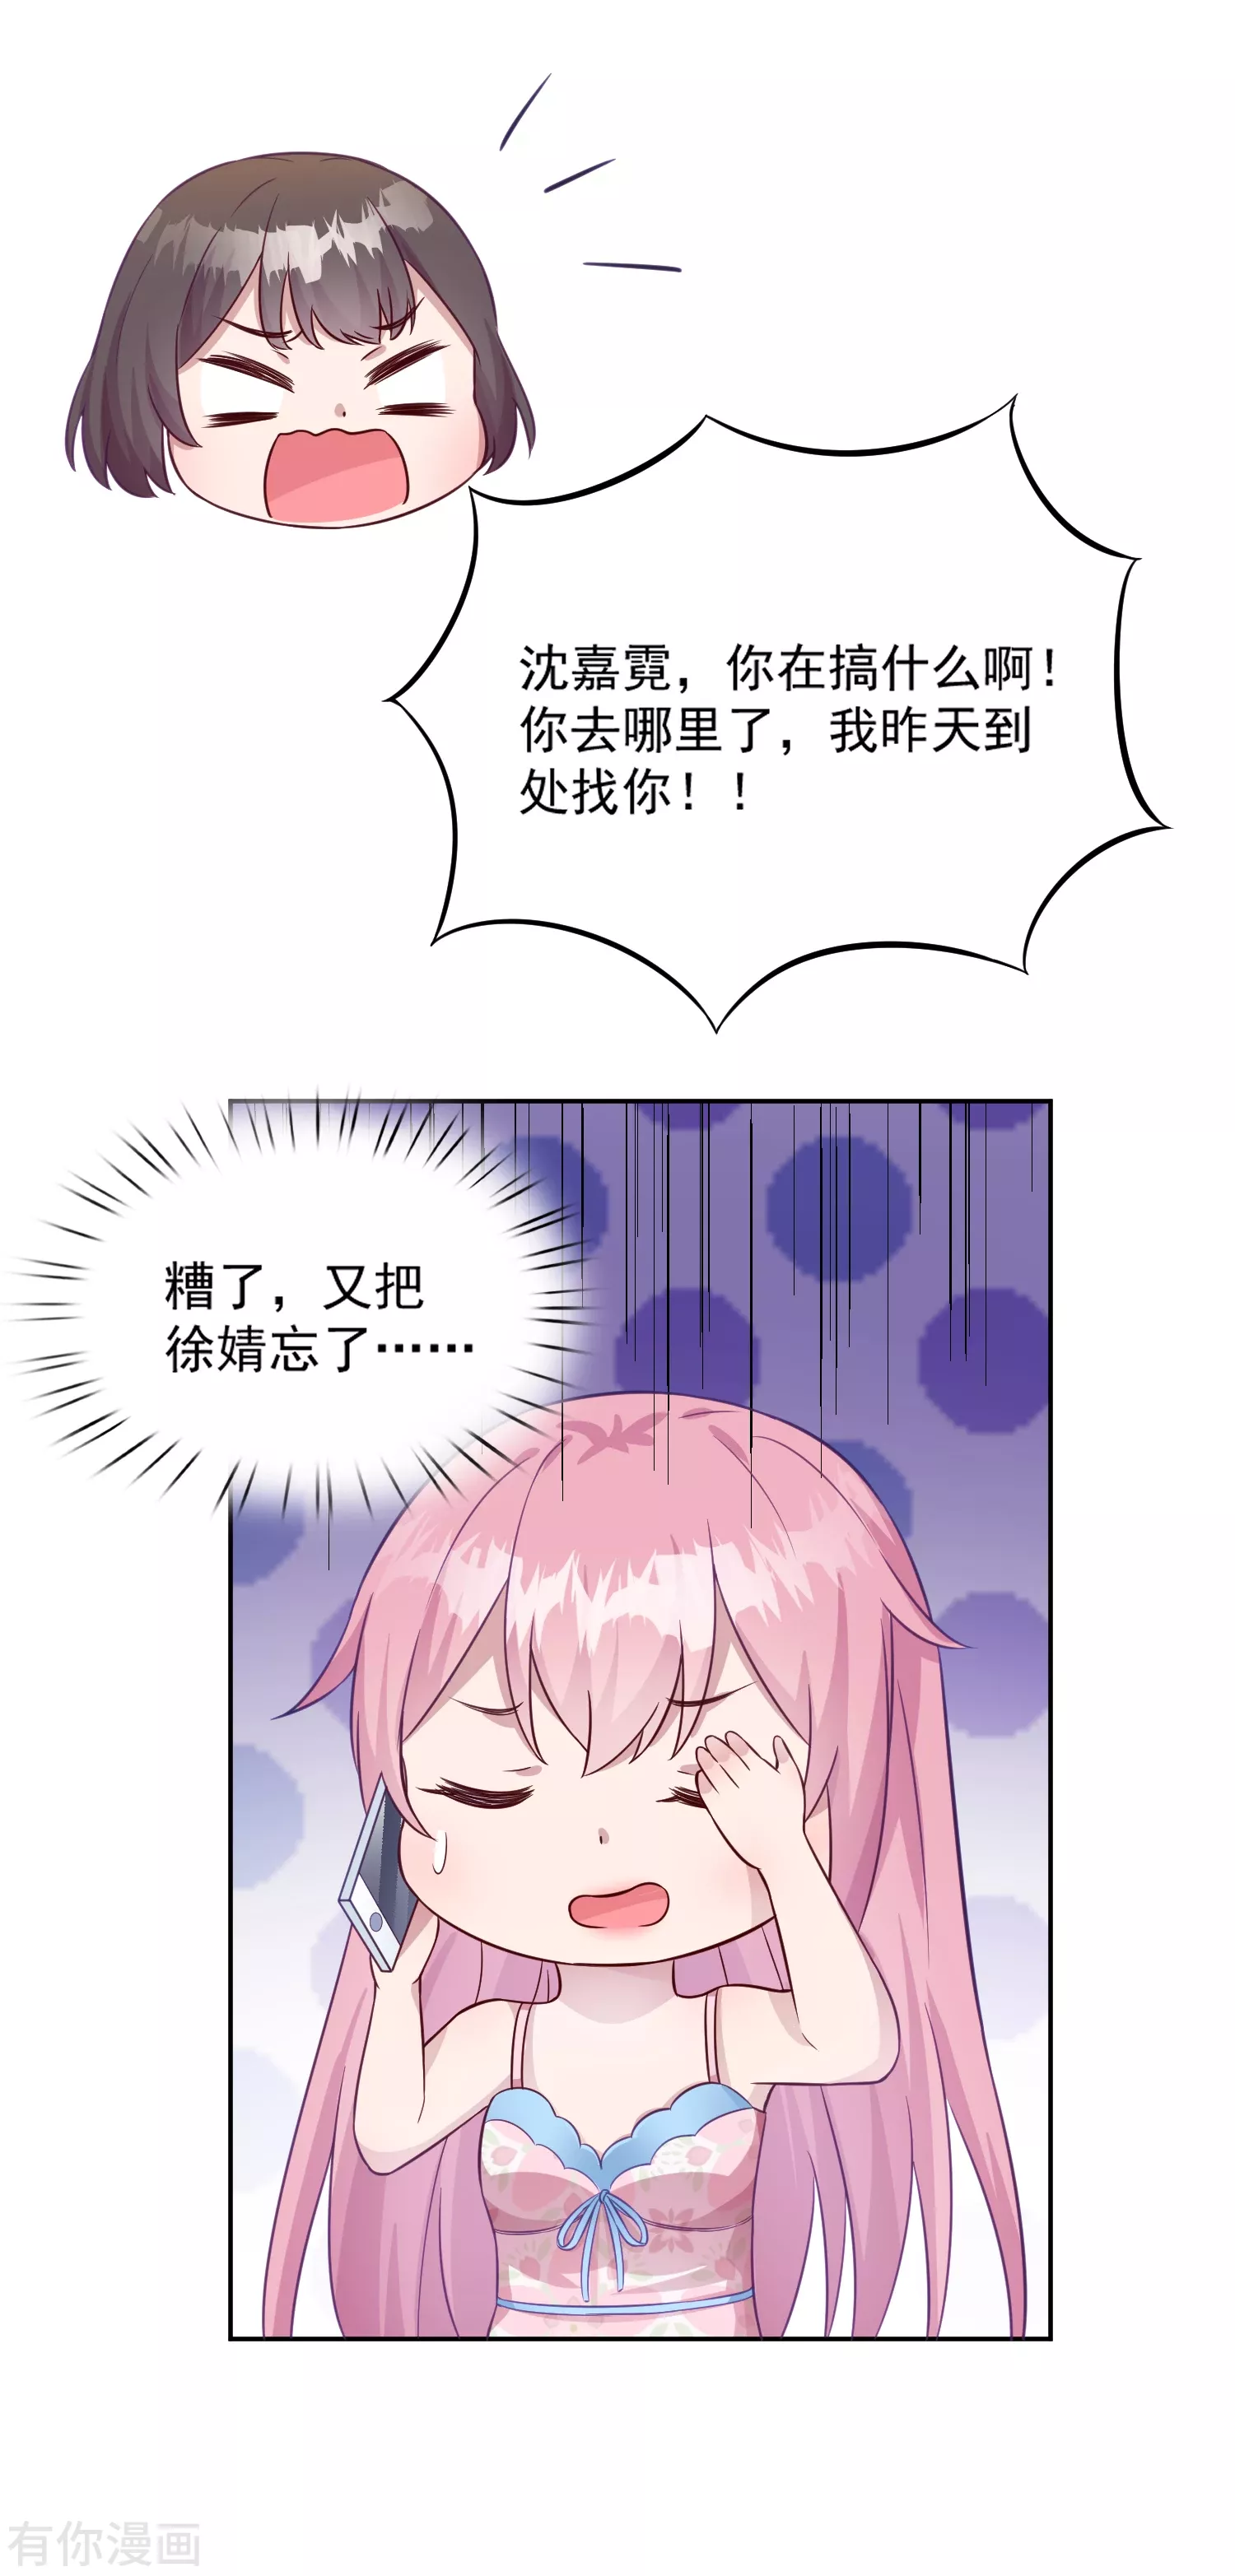 沈嘉霓，你在搞什么啊！
你去哪里了，我昨天到
处找你！！
糟了，又把
徐婧忘了……
有你漫画